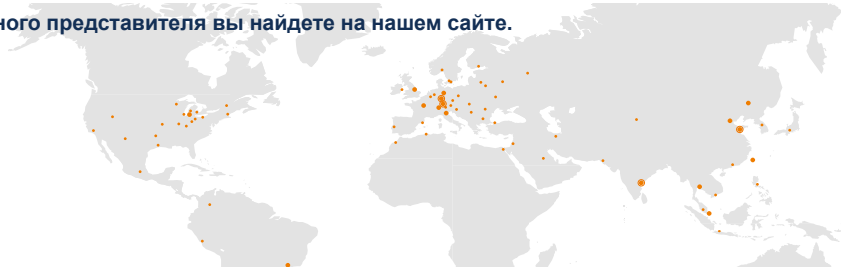 ного представителя вы найдете на нашем сайте.